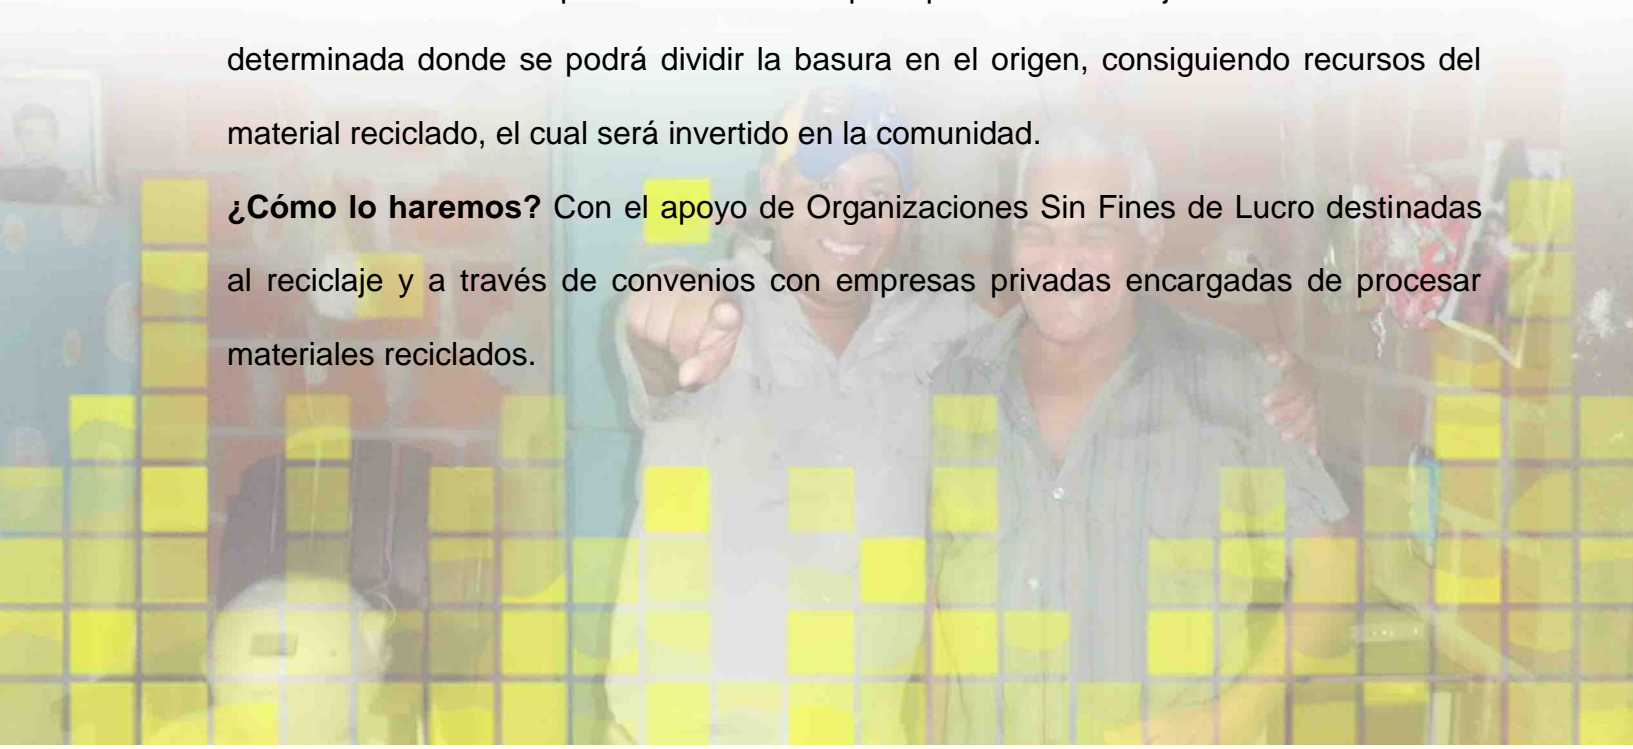 determinada donde se podrá dividir la basura en el origen, consiguiendo recursos del
material reciclado, el cual será invertido en la comunidad.
¿Cómo lo haremos? Con el apoyo de Organizaciones Sin Fines de Lucro destinadas
al reciclaje y a través de convenios con empresas privadas encargadas de procesar
materiales reciclados.